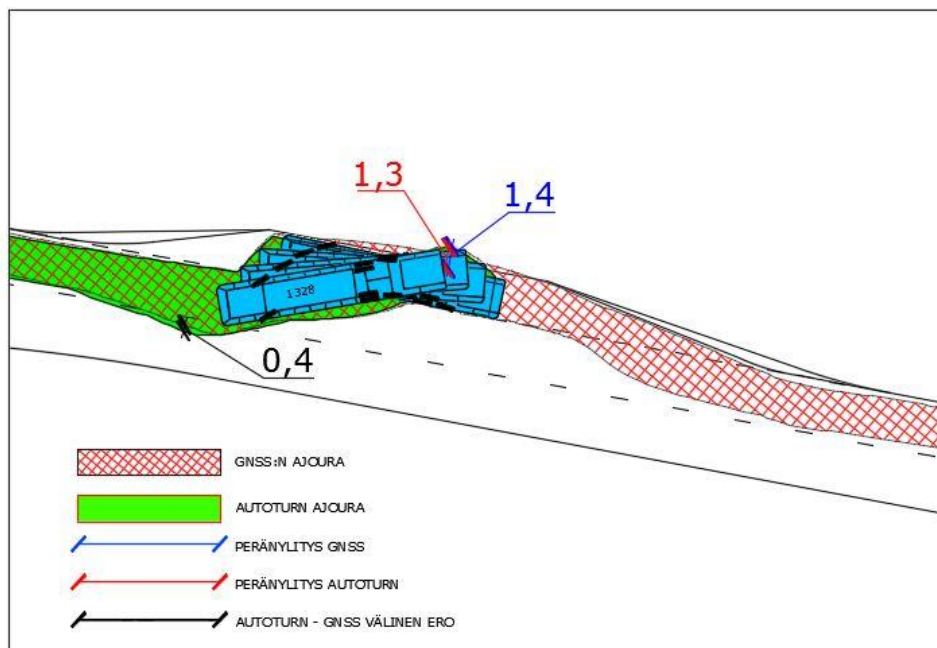 1,3
1,4
1328
0,4
GNSS:N AJOURA
AUTOTURN AJOURA
PERÄNYLITYS GNSS
PERÄNYLITYS AUTOTURN
AUTOTURN - GNSS VÄLINEN ERO